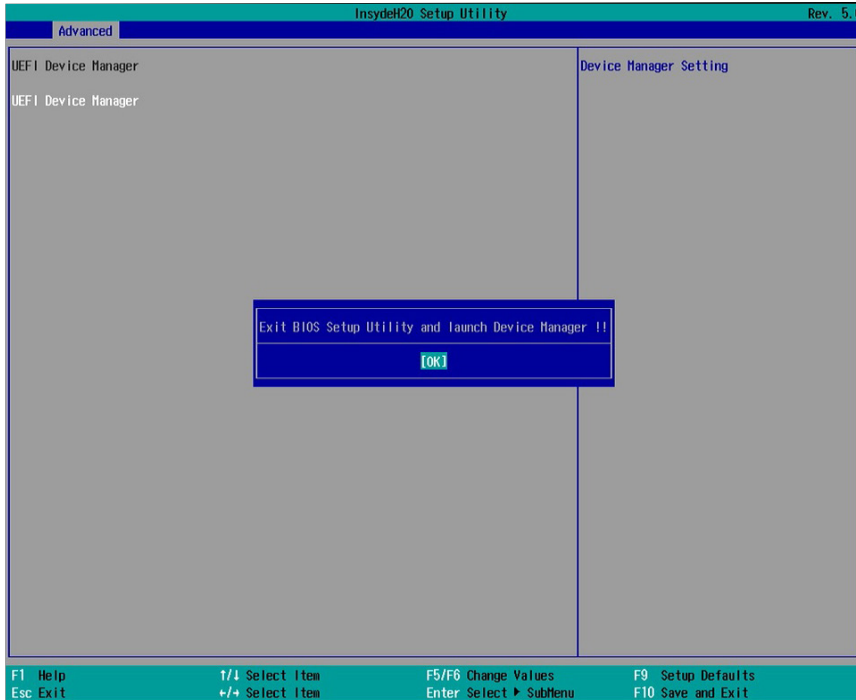 InsydeH20 Setup Utility Rev. 5.
Advanced
UEFI Device Manager
Device Manager Setting
UEFI Device Manager
Exit BIOS Setup Utility and launch Device Manager !!
[OK]
F1 Help ↑/↓ Select Item F5/F6 Change Values F9 Setup Defaults
Esc Exit ←/→ Select Item Enter Select ▶ SubMenu F10 Save and Exit